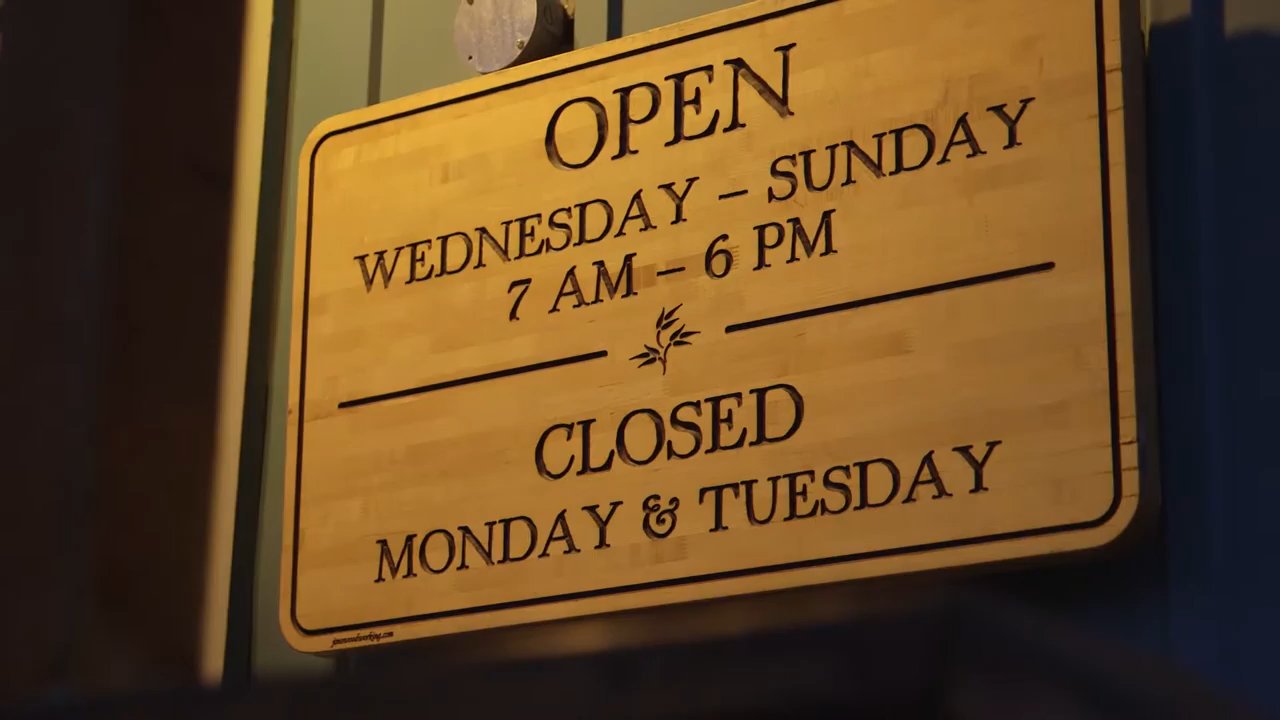 OPEN
WEDNESDAY – SUNDAY
7 AM – 6 PM
CLOSED
MONDAY & TUESDAY